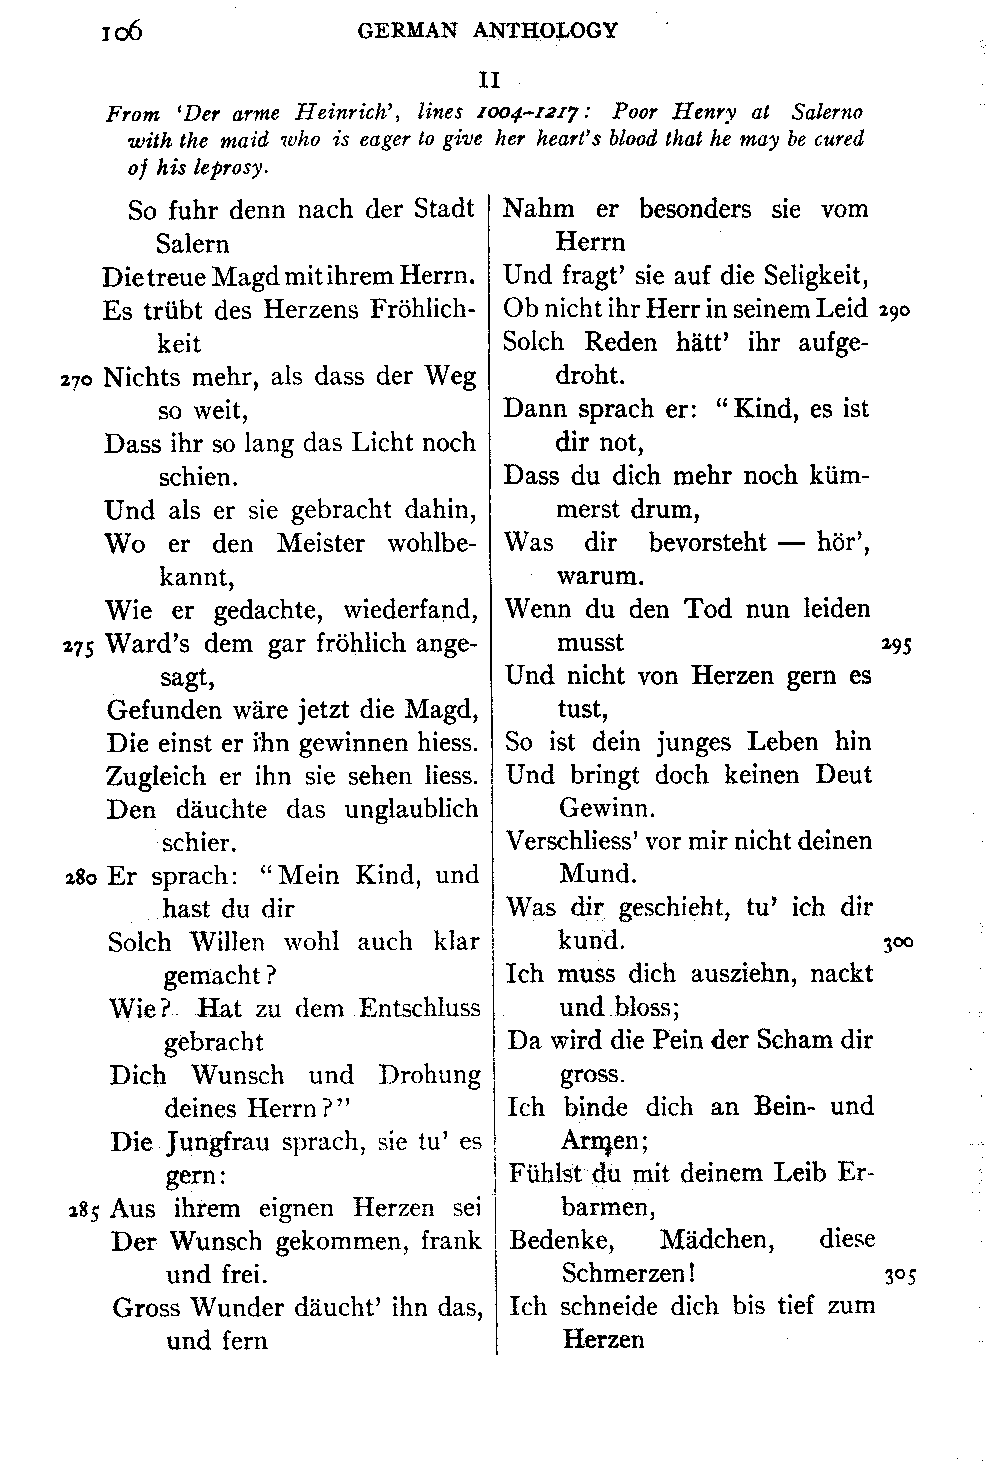 106 GERMAN ANTHOLOGY
II
From ‘Der arme Heinrich’, lines 1004-1217: Poor Henry at Salerno
with the maid who is eager to give her heart’s blood that he may be cured
of his leprosy.
So fuhr denn nach der Stadt
Salern
Die treue Magd mit ihrem Herrn.
Es trübt des Herzens Fröhlich-
keit
270 Nichts mehr, als dass der Weg
so weit,
Dass ihr so lang das Licht noch
schien.
Und als er sie gebracht dahin,
Wo er den Meister wohlbe-
kannt,
Wie er gedachte, wiederfand,
275 Ward’s dem gar fröhlich ange-
sagt,
Gefunden wäre jetzt die Magd,
Die einst er ihn gewinnen hiess.
Zugleich er ihn sie sehen liess.
Den däuchte das unglaublich
schier.
280 Er sprach: “Mein Kind, und
hast du dir
Solch Willen wohl auch klar
gemacht?
Wie? Hat zu dem Entschluss
gebracht
Dich Wunsch und Drohung
deines Herrn?”
Die Jungfrau sprach, sie tu’ es
gern:
285 Aus ihrem eignen Herzen sei
Der Wunsch gekommen, frank
und frei.
Gross Wunder däucht’ ihn das,
und fern
Nahm er besonders sie vom
Herrn
Und fragt’ sie auf die Seligkeit,
Ob nicht ihr Herr in seinem Leid 290
Solch Reden hätt’ ihr aufge-
droht.
Dann sprach er: “Kind, es ist
dir not,
Dass du dich mehr noch küm-
merst drum,
Was dir bevorsteht — hör’,
warum.
Wenn du den Tod nun leiden
musst 295
Und nicht von Herzen gern es
tust,
So ist dein junges Leben hin
Und bringt doch keinen Deut
Gewinn.
Verschliess’ vor mir nicht deinen
Mund.
Was dir geschieht, tu’ ich dir
kund. 300
Ich muss dich ausziehn, nackt
und bloss;
Da wird die Pein der Scham dir
gross.
Ich binde dich an Bein- und
Armen;
Fühlst du mit deinem Leib Er-
barmen,
Bedenke, Mädchen, diese
Schmerzen! 305
Ich schneide dich bis tief zum
Herzen